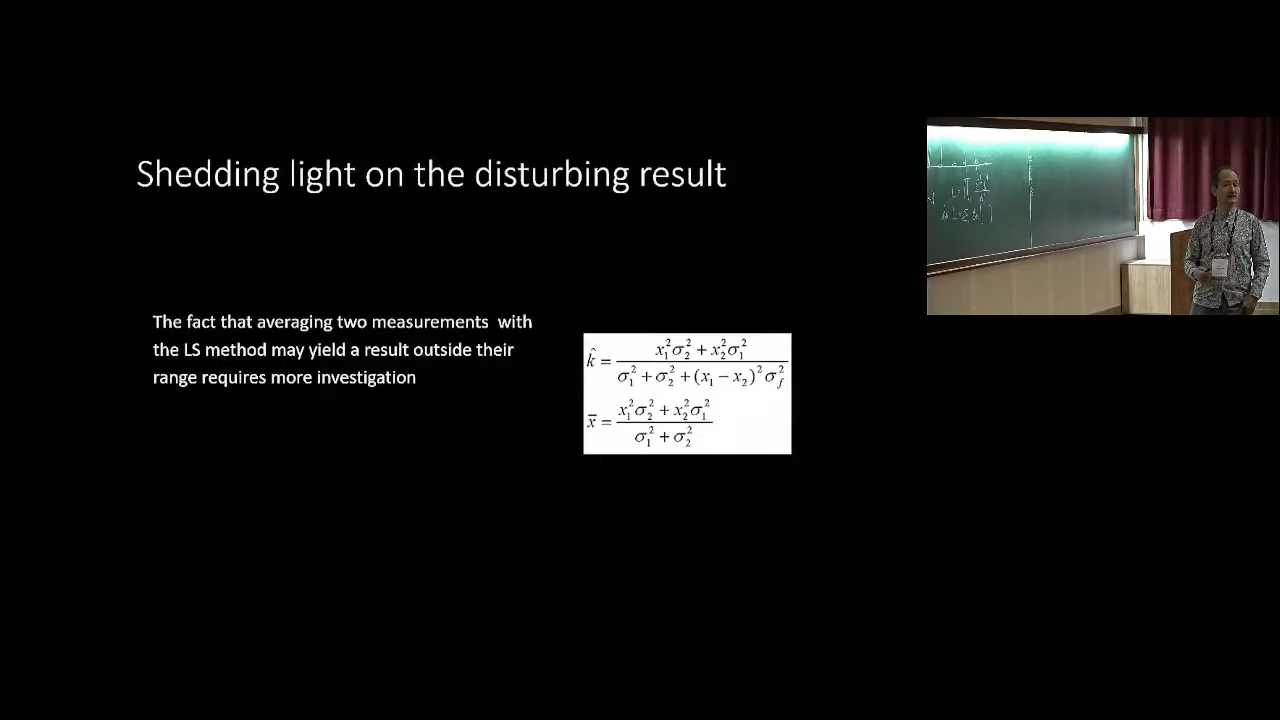 Shedding light on the disturbing result
The fact that averaging two measurements with
the LS method may yield a result outside their
range requires more investigation
k̂ = (x₁²σ₂² + x₂²σ₁²) / (σ₁² + σ₂² + (x₁ − x₂)²σ_f²)
x̄ = (x₁²σ₂² + x₂²σ₁²) / (σ₁² + σ₂²)